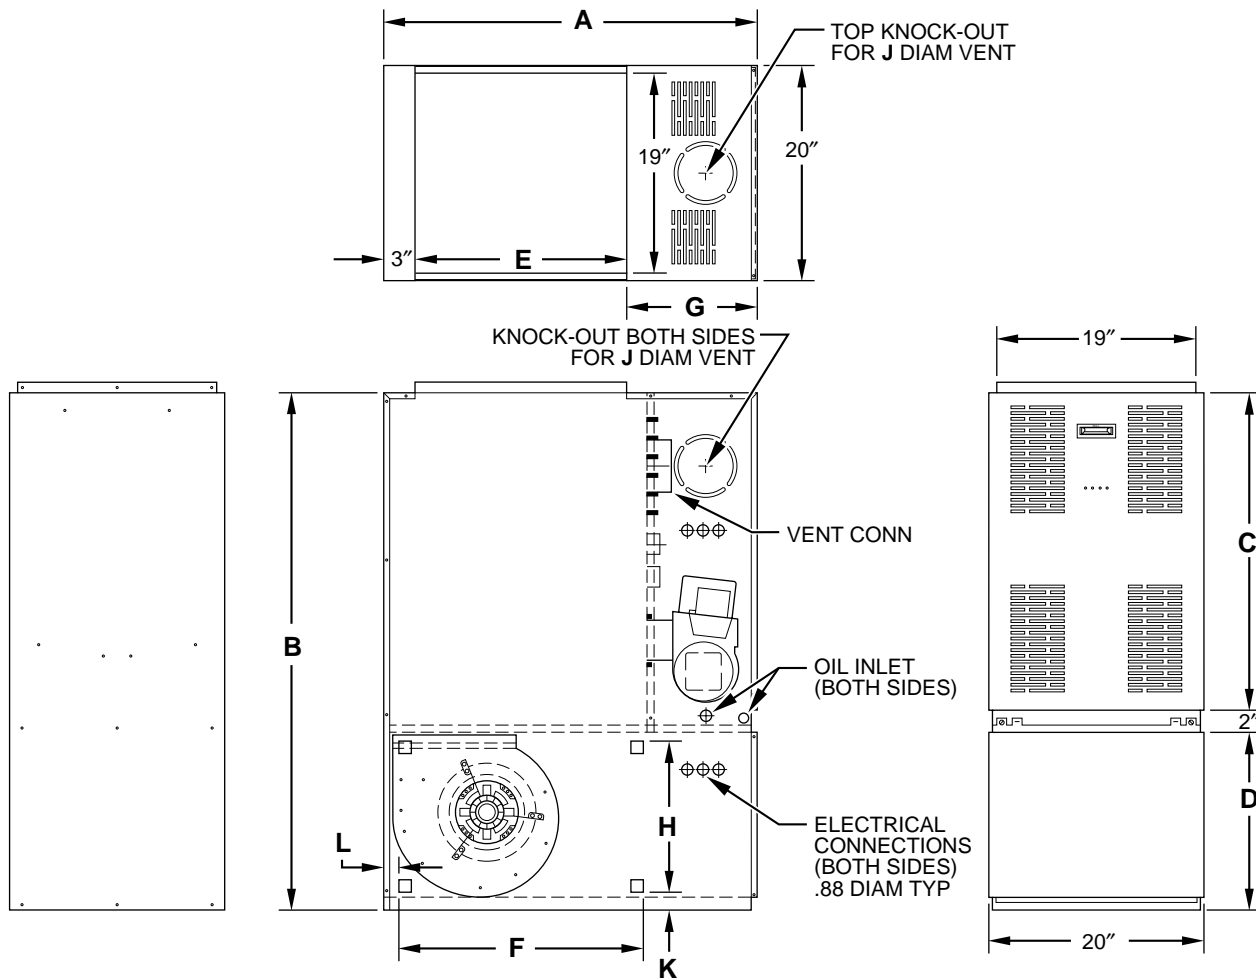 A
TOP KNOCK-OUT
FOR J DIAM VENT
19″
20″
3″
E
G
KNOCK-OUT BOTH SIDES
FOR J DIAM VENT
19″
VENT CONN
C
B
OIL INLET
(BOTH SIDES)
2″
D
H
ELECTRICAL
CONNECTIONS
(BOTH SIDES)
.88 DIAM TYP
L
F
K
20″